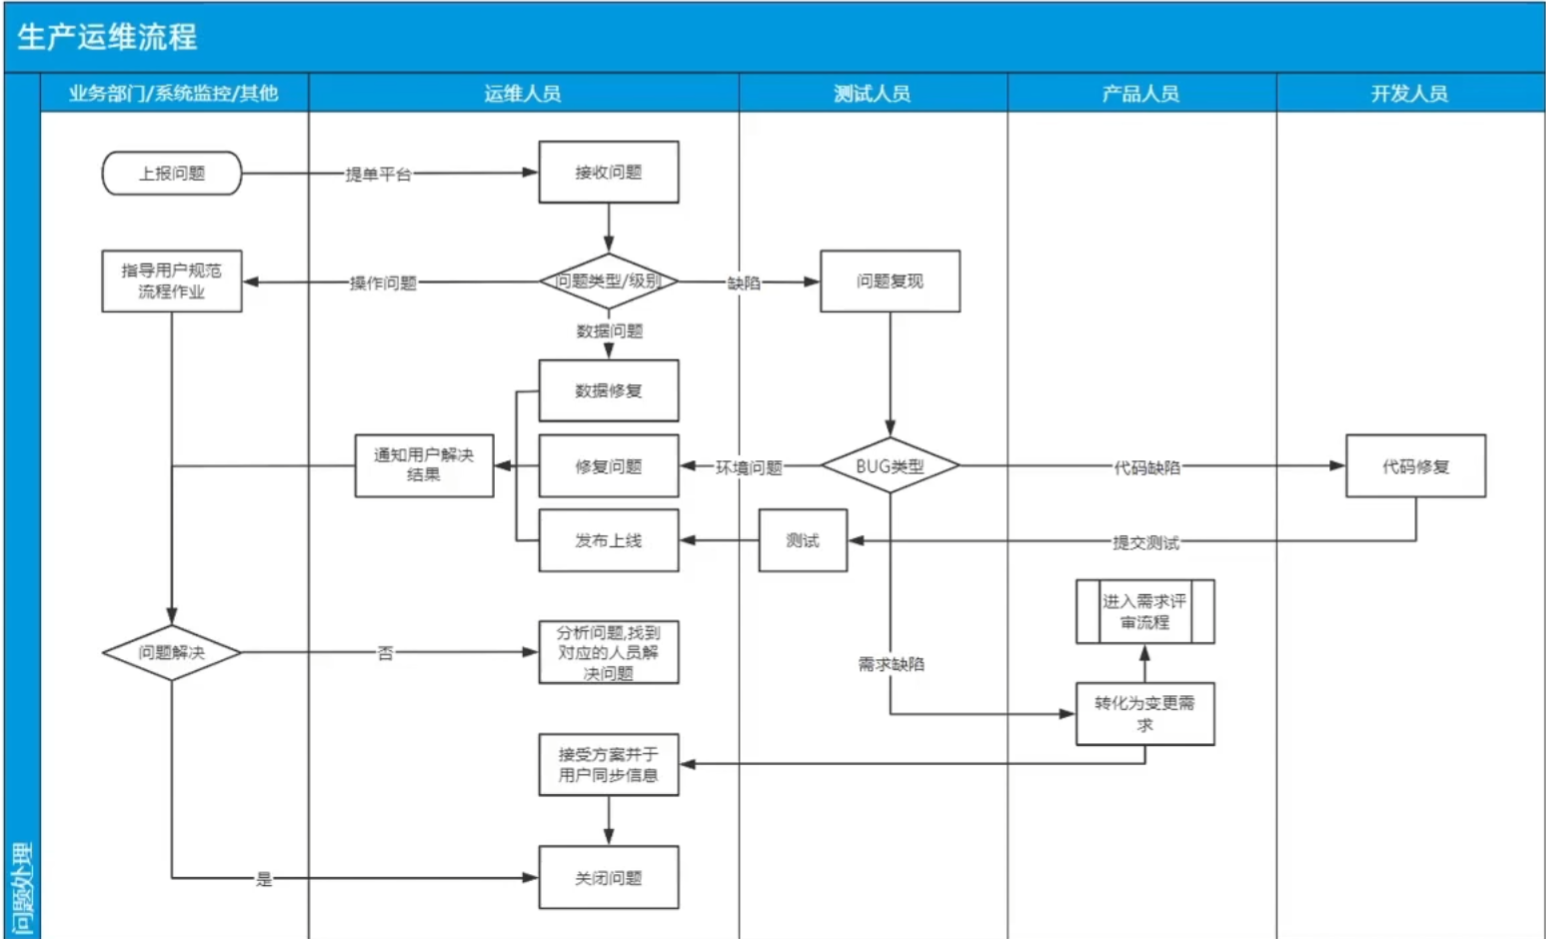 生产运维流程
业务部门/系统监控/其他
运维人员
测试人员
产品人员
开发人员
上报问题
提单平台
接收问题
指导用户规范
流程作业
操作问题
问题类型/级别
缺陷
问题复现
数据问题
数据修复
通知用户解决
结果
修复问题
环境问题
BUG类型
代码缺陷
代码修复
发布上线
测试
提交测试
进入需求评
审流程
问题解决
否
分析问题,找到
对应的人员解
决问题
需求缺陷
转化为变更需
求
接受方案并于
用户同步信息
是
关闭问题
问题处理